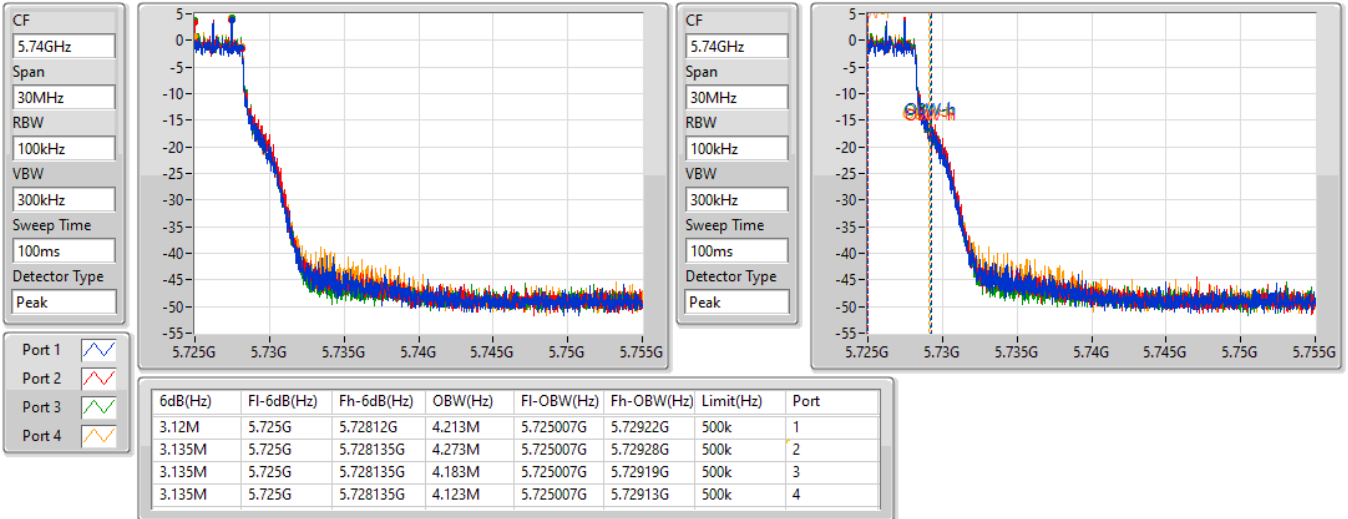 CF
5.74GHz
Span
30MHz
RBW
100kHz
VBW
300kHz
Sweep Time
100ms
Detector Type
Peak
5
0
-5
-10
-15
-20
-25
-30
-35
-40
-45
-50
-55
5.725G 5.73G 5.735G 5.74G 5.745G 5.75G 5.755G
CF
5.74GHz
Span
30MHz
RBW
100kHz
VBW
300kHz
Sweep Time
100ms
Detector Type
Peak
5
0
-5
-10
-15
-20
-25
-30
-35
-40
-45
-50
-55
OBW-h
5.725G 5.73G 5.735G 5.74G 5.745G 5.75G 5.755G
Port 1
Port 2
Port 3
Port 4
6dB(Hz) Fl-6dB(Hz) Fh-6dB(Hz) OBW(Hz) Fl-OBW(Hz) Fh-OBW(Hz) Limit(Hz) Port
3.12M 5.725G 5.72812G 4.213M 5.725007G 5.72922G 500k 1
3.135M 5.725G 5.728135G 4.273M 5.725007G 5.72928G 500k 2
3.135M 5.725G 5.728135G 4.183M 5.725007G 5.72919G 500k 3
3.135M 5.725G 5.728135G 4.123M 5.725007G 5.72913G 500k 4